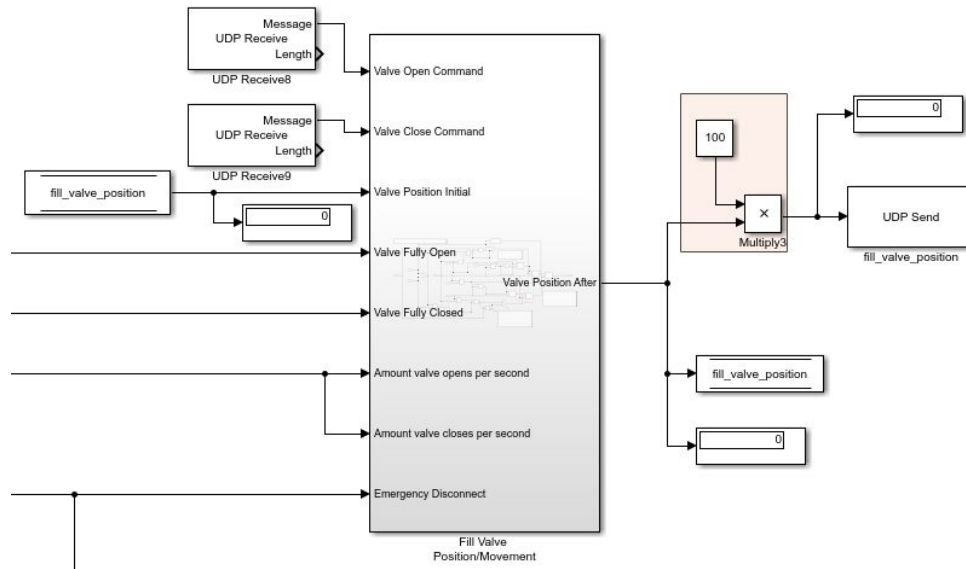 Message
UDP Receive
Length
UDP Receive8
Message
UDP Receive
Length
UDP Receive9
fill_valve_position
0
Valve Open Command
Valve Close Command
Valve Position Initial
Valve Fully Open
Valve Fully Closed
Amount valve opens per second
Amount valve closes per second
Emergency Disconnect
Valve Position After
Fill Valve
Position/Movement
100
×
Multiply3
0
UDP Send
fill_valve_position
fill_valve_position
0